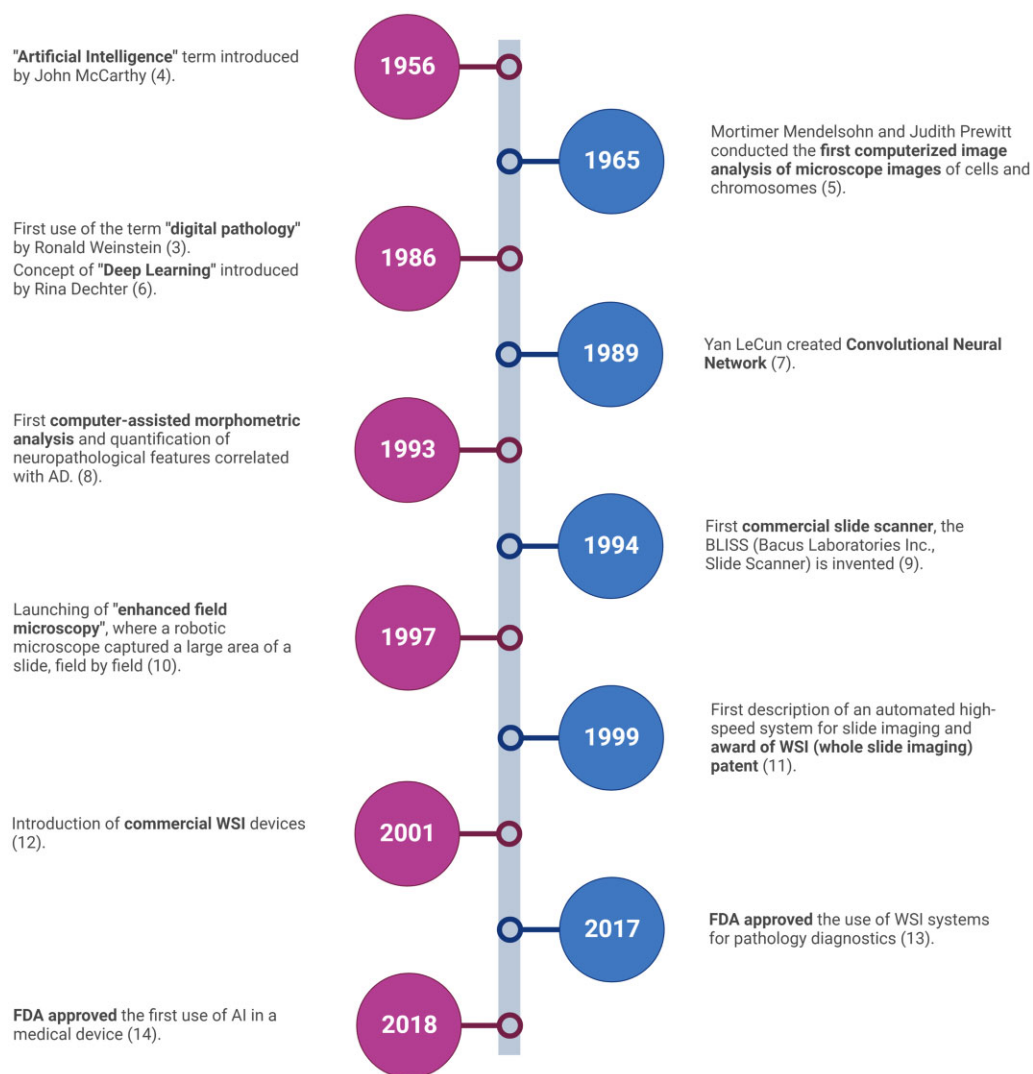 "Artificial Intelligence" term introduced
by John McCarthy (4).
1956
1965
Mortimer Mendelsohn and Judith Prewitt
conducted the first computerized image
analysis of microscope images of cells and
chromosomes (5).
First use of the term "digital pathology"
by Ronald Weinstein (3).
Concept of "Deep Learning" introduced
by Rina Dechter (6).
1986
1989
Yan LeCun created Convolutional Neural
Network (7).
First computer-assisted morphometric
analysis and quantification of
neuropathological features correlated
with AD. (8).
1993
1994
First commercial slide scanner, the
BLISS (Bacus Laboratories Inc.,
Slide Scanner) is invented (9).
Launching of "enhanced field
microscopy", where a robotic
microscope captured a large area of a
slide, field by field (10).
1997
1999
First description of an automated high-
speed system for slide imaging and
award of WSI (whole slide imaging)
patent (11).
Introduction of commercial WSI devices
(12).
2001
2017
FDA approved the use of WSI systems
for pathology diagnostics (13).
FDA approved the first use of AI in a
medical device (14).
2018